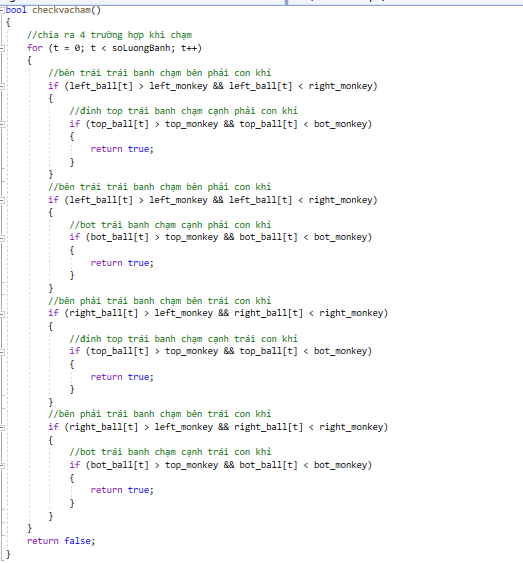 bool checkvacham()
{
//chia ra 4 trường hợp khi chạm
for (t = 0; t < soLuongBanh; t++)
{
//bên trái trái banh chạm bên phải con khỉ
if (left_ball[t] > left_monkey && left_ball[t] < right_monkey)
{
//đỉnh top trái banh chạm cạnh phải con khỉ
if (top_ball[t] > top_monkey && top_ball[t] < bot_monkey)
{
return true;
}
}
//bên trái trái banh chạm bên phải con khỉ
if (left_ball[t] > left_monkey && left_ball[t] < right_monkey)
{
//bot trái banh chạm cạnh phải con khỉ
if (bot_ball[t] > top_monkey && bot_ball[t] < bot_monkey)
{
return true;
}
}
//bên phải trái banh chạm bên trái con khỉ
if (right_ball[t] > left_monkey && right_ball[t] < right_monkey)
{
//đỉnh top trái banh chạm cạnh trái con khỉ
if (top_ball[t] > top_monkey && top_ball[t] < bot_monkey)
{
return true;
}
}
//bên phải trái banh chạm bên trái con khỉ
if (right_ball[t] > left_monkey && right_ball[t] < right_monkey)
{
//bot trái banh chạm cạnh trái con khỉ
if (bot_ball[t] > top_monkey && bot_ball[t] < bot_monkey)
{
return true;
}
}
}
return false;
}